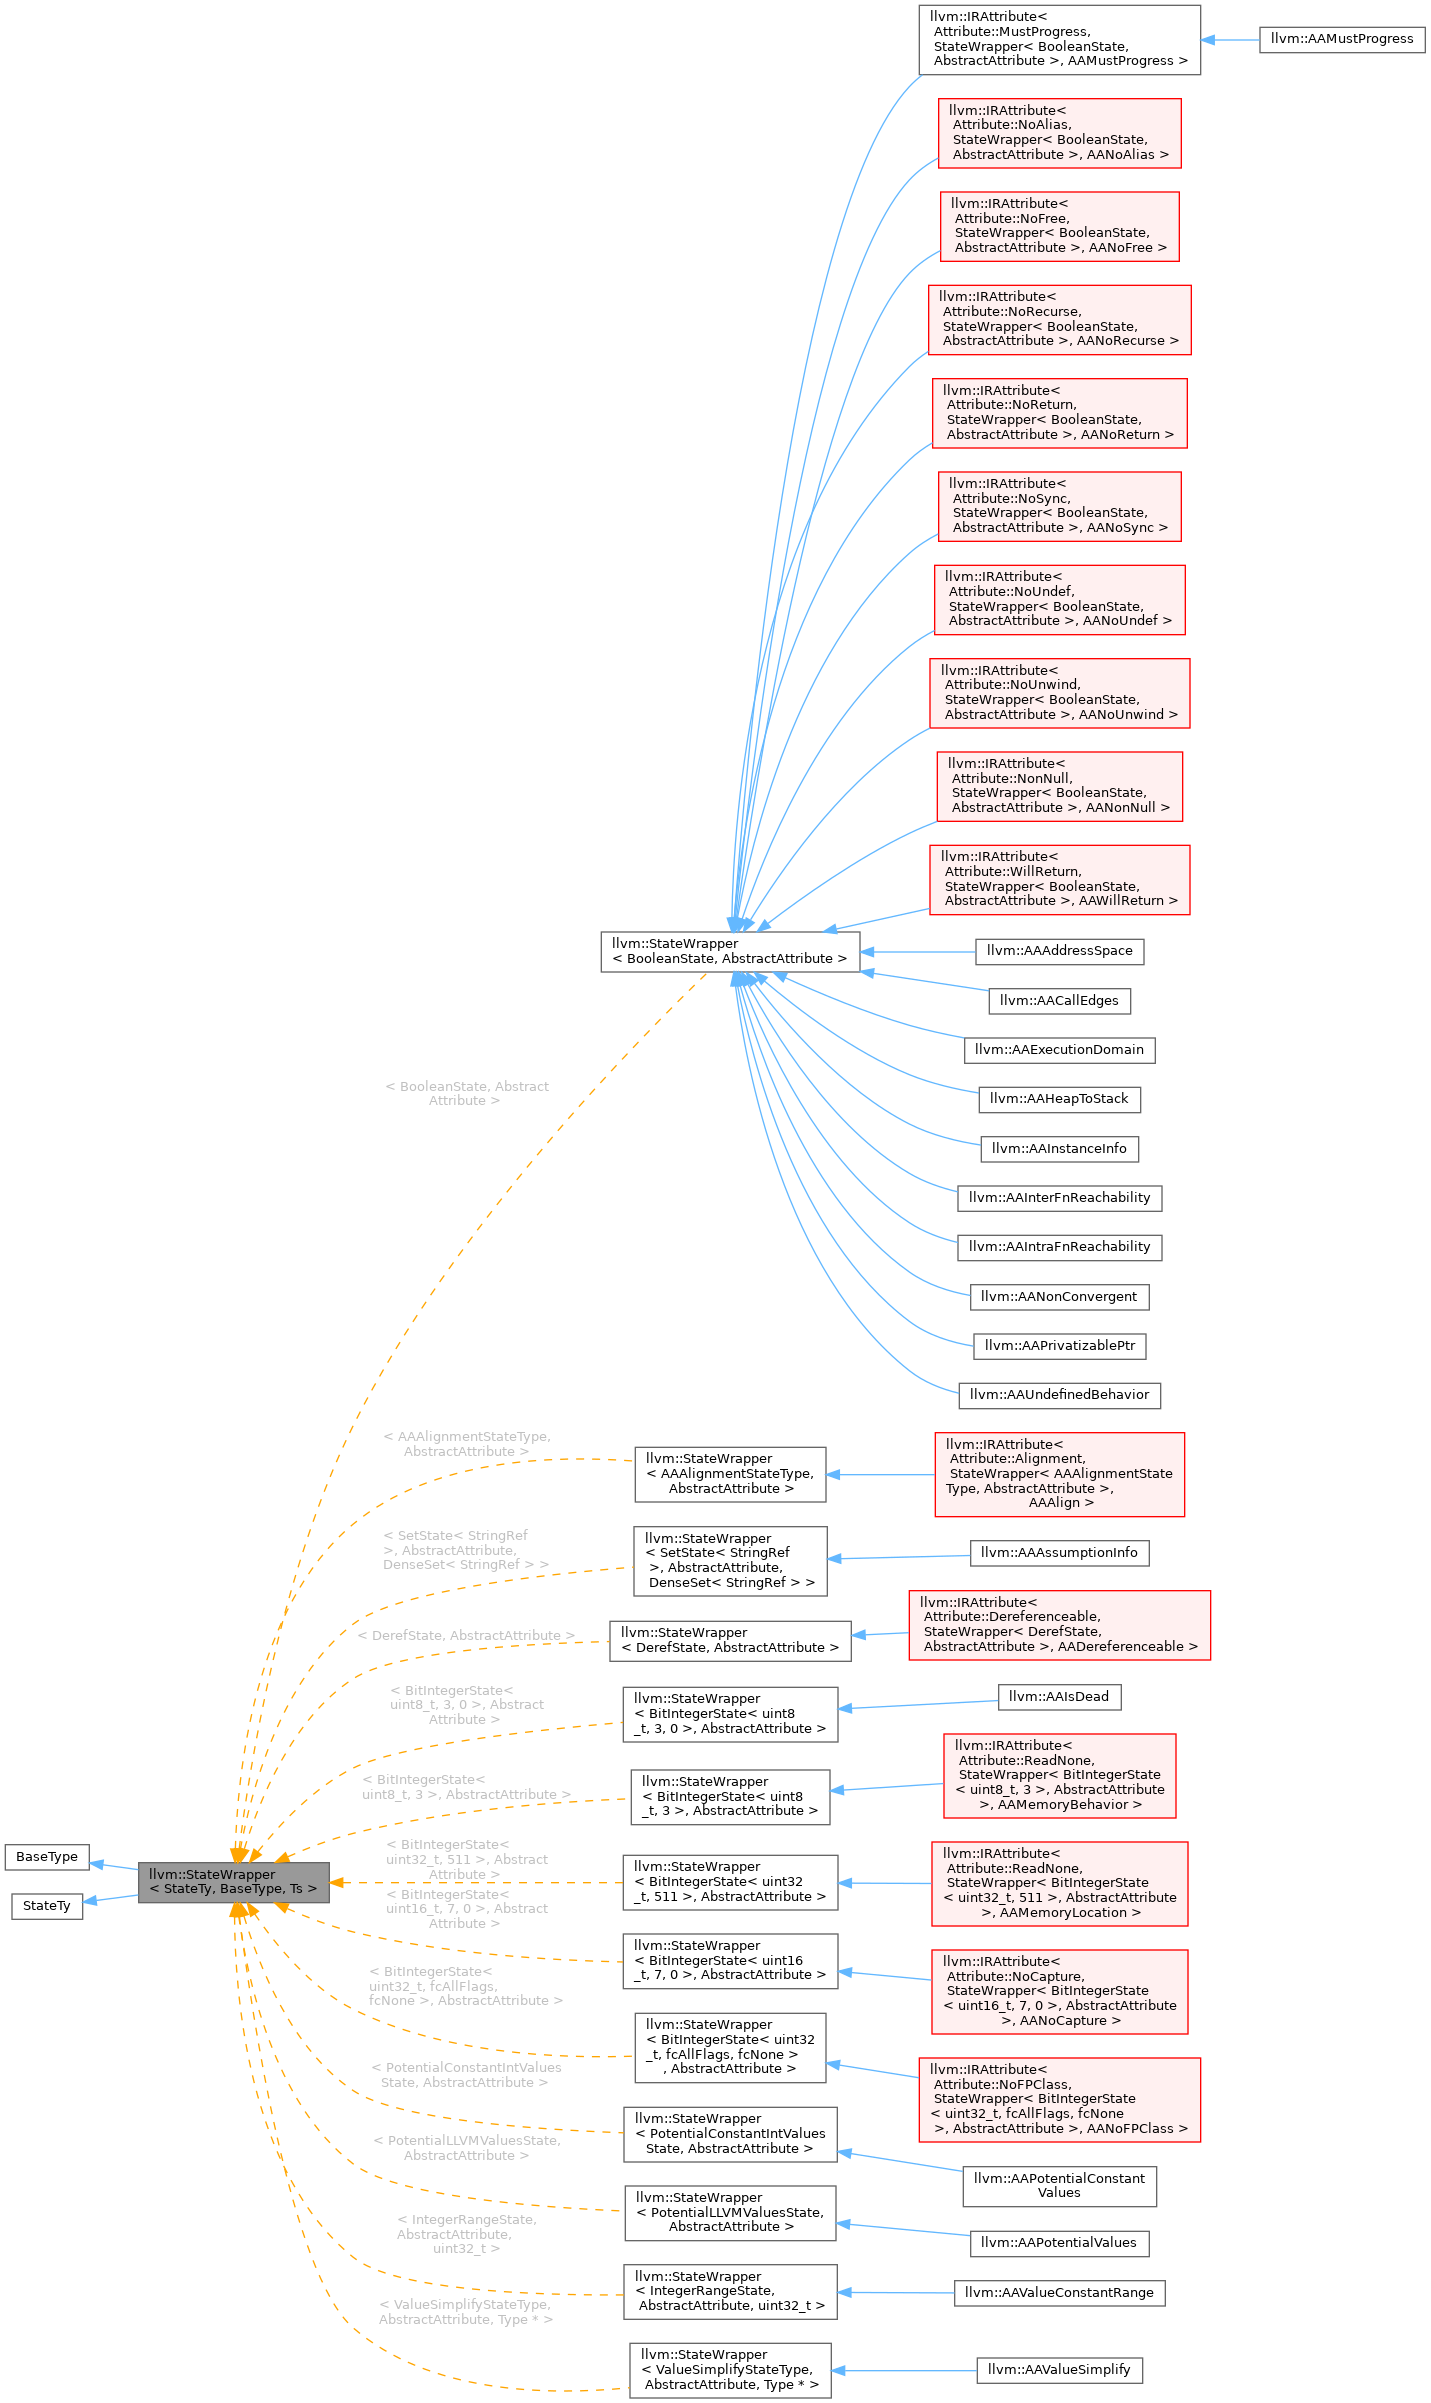 llvm::IRAttribute<
Attribute::MustProgress,
StateWrapper< BooleanState,
AbstractAttribute >, AAMustProgress >
llvm::AAMustProgress
llvm::IRAttribute<
Attribute::NoAlias,
StateWrapper< BooleanState,
AbstractAttribute >, AANoAlias >
llvm::IRAttribute<
Attribute::NoFree,
StateWrapper< BooleanState,
AbstractAttribute >, AANoFree >
llvm::IRAttribute<
Attribute::NoRecurse,
StateWrapper< BooleanState,
AbstractAttribute >, AANoRecurse >
llvm::IRAttribute<
Attribute::NoReturn,
StateWrapper< BooleanState,
AbstractAttribute >, AANoReturn >
llvm::IRAttribute<
Attribute::NoSync,
StateWrapper< BooleanState,
AbstractAttribute >, AANoSync >
llvm::IRAttribute<
Attribute::NoUndef,
StateWrapper< BooleanState,
AbstractAttribute >, AANoUndef >
llvm::IRAttribute<
Attribute::NoUnwind,
StateWrapper< BooleanState,
AbstractAttribute >, AANoUnwind >
llvm::IRAttribute<
Attribute::NonNull,
StateWrapper< BooleanState,
AbstractAttribute >, AANonNull >
llvm::IRAttribute<
Attribute::WillReturn,
StateWrapper< BooleanState,
AbstractAttribute >, AAWillReturn >
llvm::StateWrapper
< BooleanState, AbstractAttribute >
llvm::AAAddressSpace
llvm::AACallEdges
llvm::AAExecutionDomain
llvm::AAHeapToStack
llvm::AAInstanceInfo
llvm::AAInterFnReachability
llvm::AAIntraFnReachability
llvm::AANonConvergent
llvm::AAPrivatizablePtr
llvm::AAUndefinedBehavior
< BooleanState, Abstract
Attribute >
< AAAlignmentStateType,
AbstractAttribute >
llvm::StateWrapper
< AAAlignmentStateType,
AbstractAttribute >
llvm::IRAttribute<
Attribute::Alignment,
StateWrapper< AAAlignmentState
Type, AbstractAttribute >,
AAAlign >
< SetState< StringRef
>, AbstractAttribute,
DenseSet< StringRef > >
llvm::StateWrapper
< SetState< StringRef
>, AbstractAttribute,
DenseSet< StringRef > >
llvm::AAAssumptionInfo
< DerefState, AbstractAttribute >
llvm::StateWrapper
< DerefState, AbstractAttribute >
llvm::IRAttribute<
Attribute::Dereferenceable,
StateWrapper< DerefState,
AbstractAttribute >, AADereferenceable >
< BitIntegerState<
uint8_t, 3, 0 >, Abstract
Attribute >
llvm::StateWrapper
< BitIntegerState< uint8
_t, 3, 0 >, AbstractAttribute >
llvm::AAIsDead
< BitIntegerState<
uint8_t, 3 >, AbstractAttribute >
llvm::StateWrapper
< BitIntegerState< uint8
_t, 3 >, AbstractAttribute >
llvm::IRAttribute<
Attribute::ReadNone,
StateWrapper< BitIntegerState
< uint8_t, 3 >, AbstractAttribute
>, AAMemoryBehavior >
BaseType
StateTy
llvm::StateWrapper
< StateTy, BaseType, Ts >
< BitIntegerState<
uint32_t, 511 >, Abstract
Attribute >
llvm::StateWrapper
< BitIntegerState< uint32
_t, 511 >, AbstractAttribute >
llvm::IRAttribute<
Attribute::ReadNone,
StateWrapper< BitIntegerState
< uint32_t, 511 >, AbstractAttribute
>, AAMemoryLocation >
< BitIntegerState<
uint16_t, 7, 0 >, Abstract
Attribute >
llvm::StateWrapper
< BitIntegerState< uint16
_t, 7, 0 >, AbstractAttribute >
llvm::IRAttribute<
Attribute::NoCapture,
StateWrapper< BitIntegerState
< uint16_t, 7, 0 >, AbstractAttribute
>, AANoCapture >
< BitIntegerState<
uint32_t, fcAllFlags,
fcNone >, AbstractAttribute >
llvm::StateWrapper
< BitIntegerState< uint32
_t, fcAllFlags, fcNone >
, AbstractAttribute >
llvm::IRAttribute<
Attribute::NoFPClass,
StateWrapper< BitIntegerState
< uint32_t, fcAllFlags, fcNone
>, AbstractAttribute >, AANoFPClass >
< PotentialConstantIntValues
State, AbstractAttribute >
llvm::StateWrapper
< PotentialConstantIntValues
State, AbstractAttribute >
llvm::AAPotentialConstant
Values
< PotentialLLVMValuesState,
AbstractAttribute >
llvm::StateWrapper
< PotentialLLVMValuesState,
AbstractAttribute >
llvm::AAPotentialValues
< IntegerRangeState,
AbstractAttribute,
uint32_t >
llvm::StateWrapper
< IntegerRangeState,
AbstractAttribute, uint32_t >
llvm::AAValueConstantRange
< ValueSimplifyStateType,
AbstractAttribute, Type * >
llvm::StateWrapper
< ValueSimplifyStateType,
AbstractAttribute, Type * >
llvm::AAValueSimplify